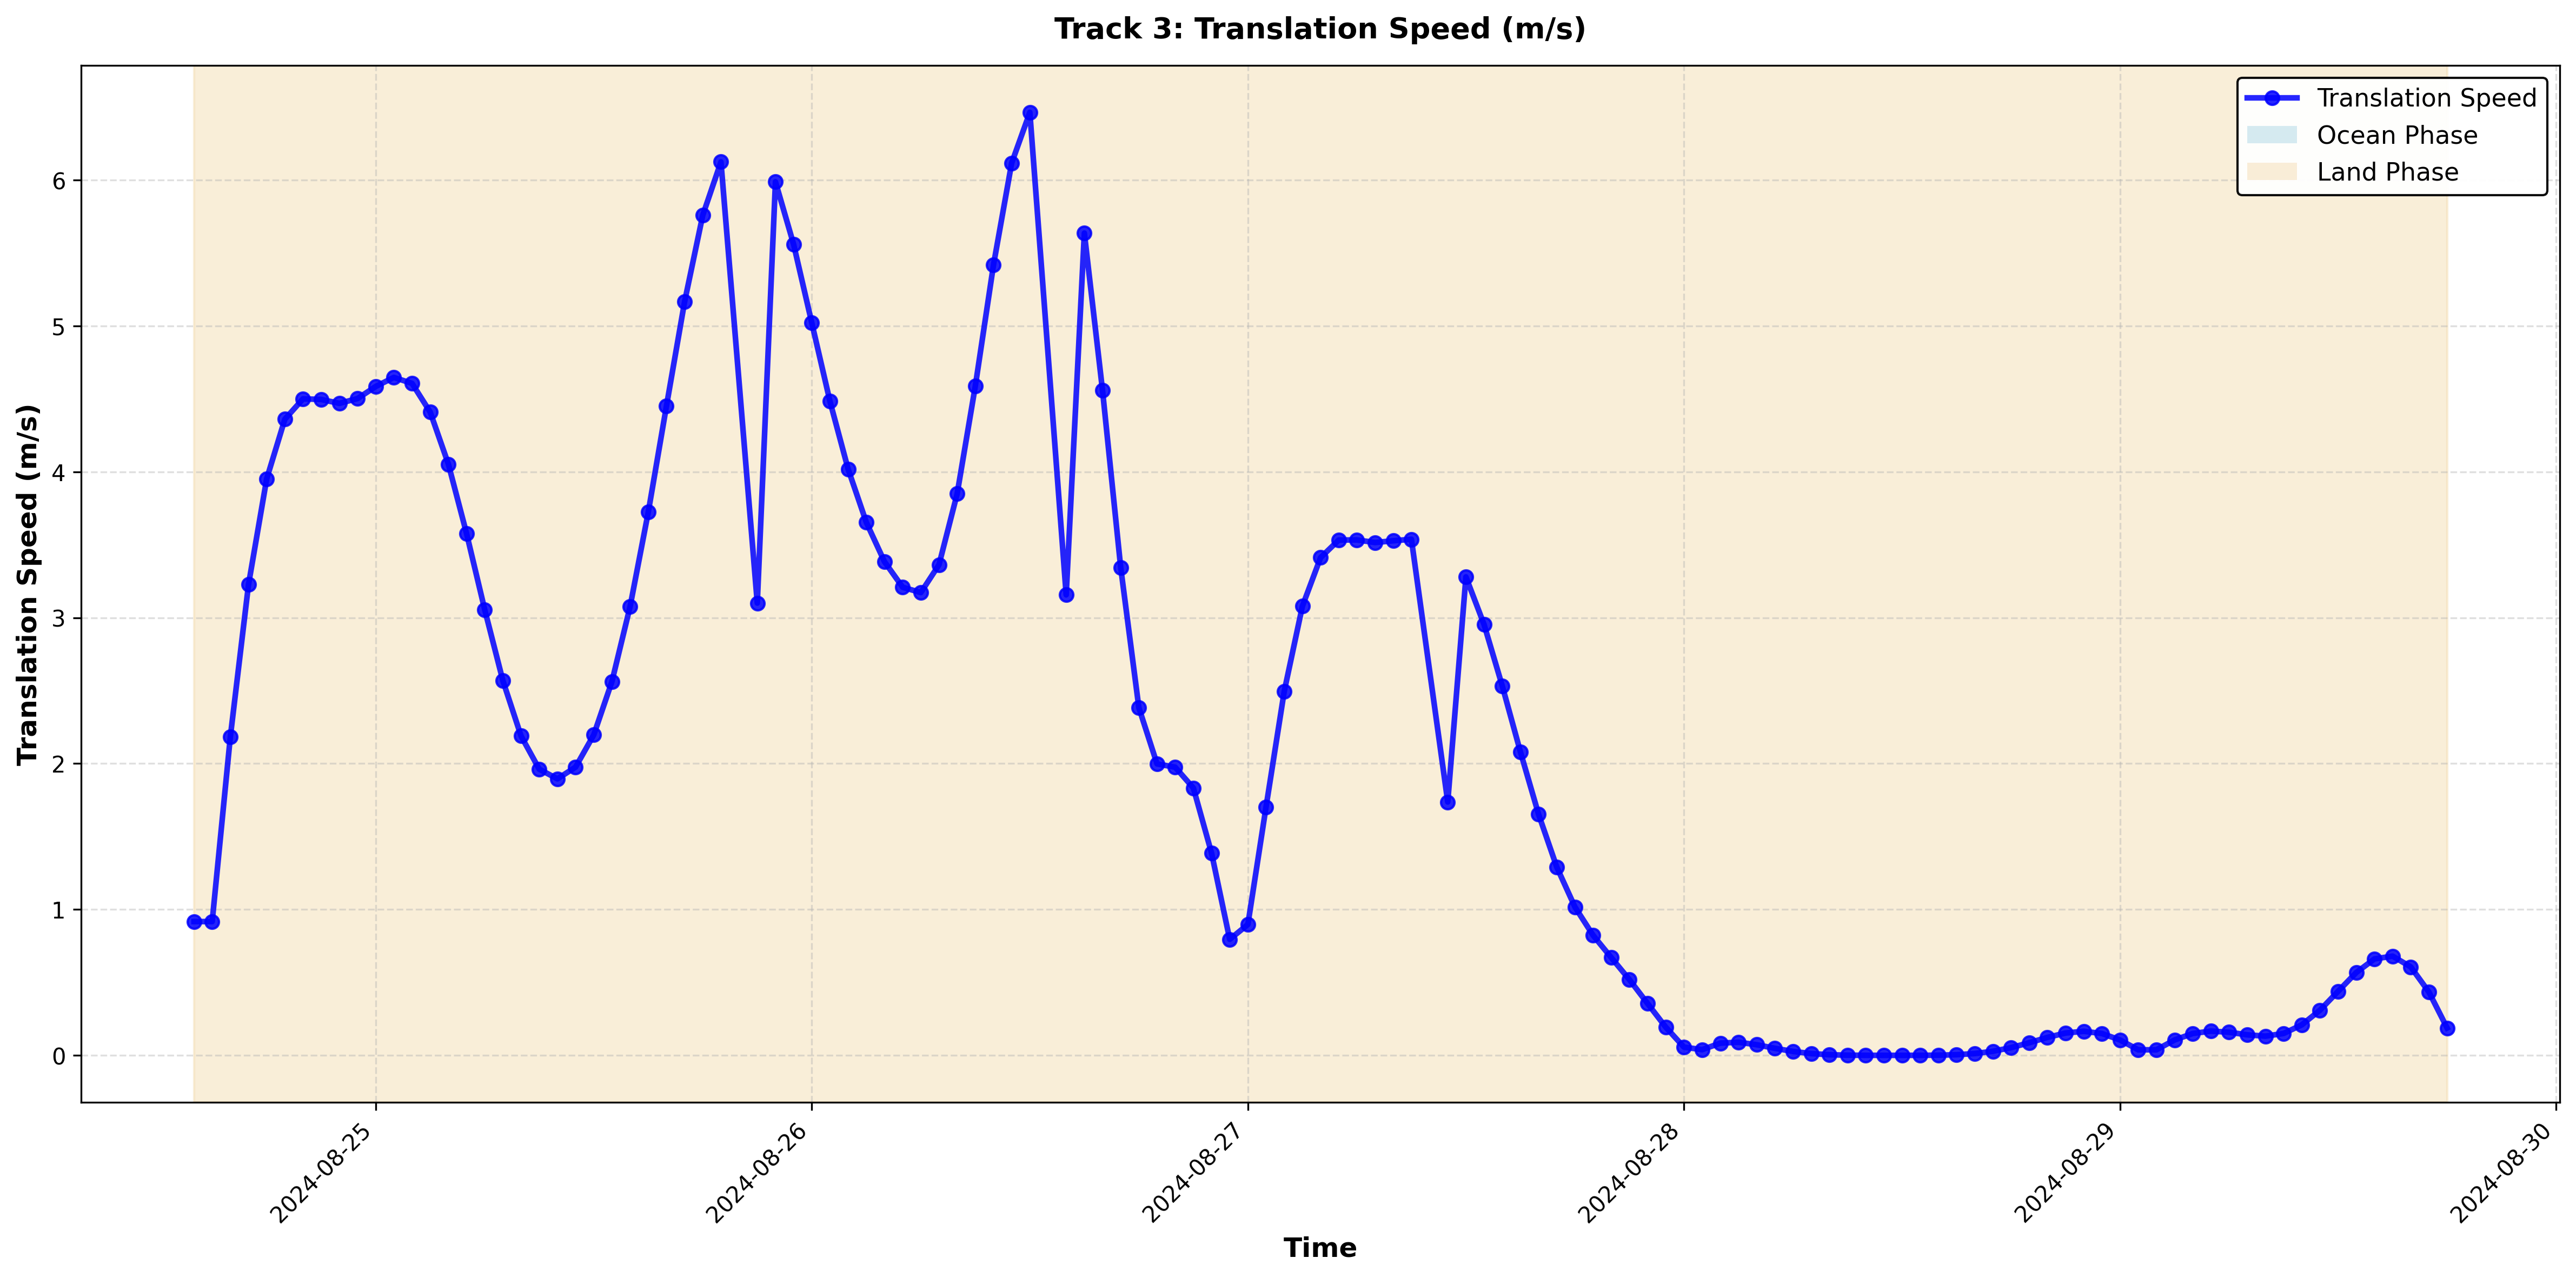 Track 3: Translation Speed (m/s)
Translation Speed
Ocean Phase
Land Phase
Translation Speed (m/s)
6
5
4
3
2
1
0
2024-08-25
2024-08-26
2024-08-27
2024-08-28
2024-08-29
2024-08-30
Time